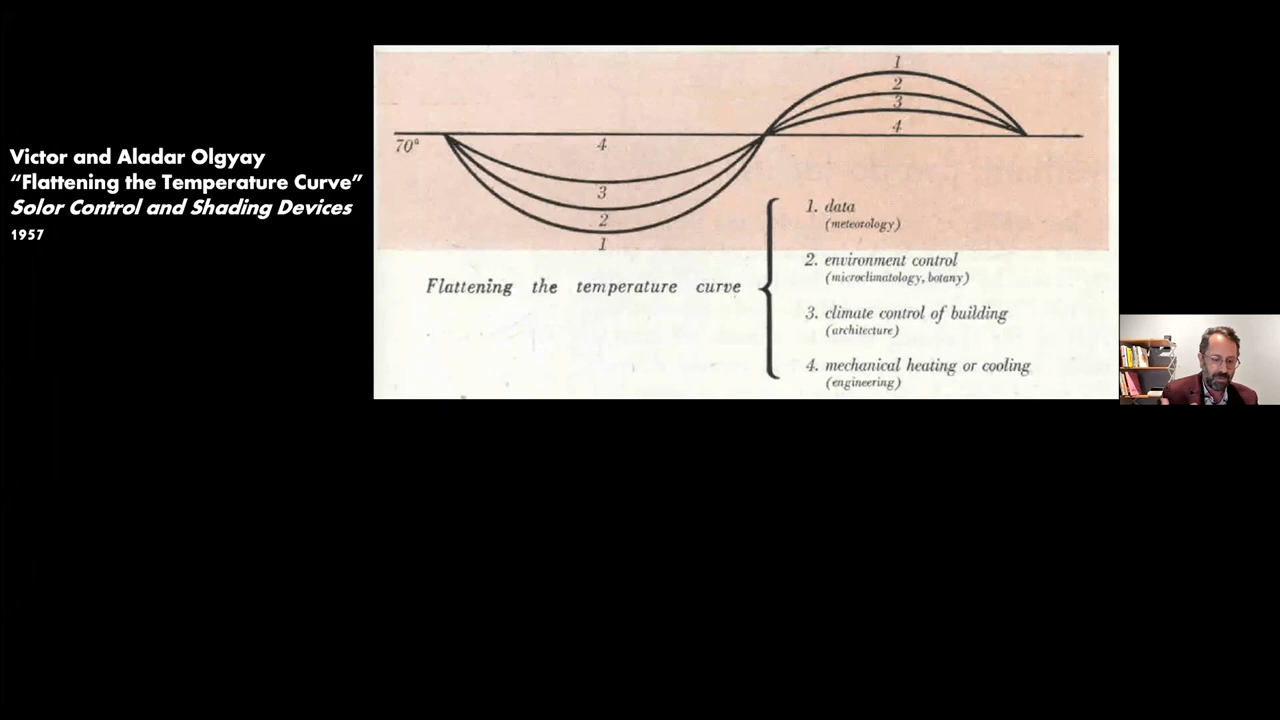 Victor and Aladar Olgyay
“Flattening the Temperature Curve”
Solor Control and Shading Devices
1957
1
2
3
4
70°
4
3
2
1
Flattening the temperature curve
1. data
(meteorology)
2. environment control
(microclimatology, botany)
3. climate control of building
(architecture)
4. mechanical heating or cooling
(engineering)